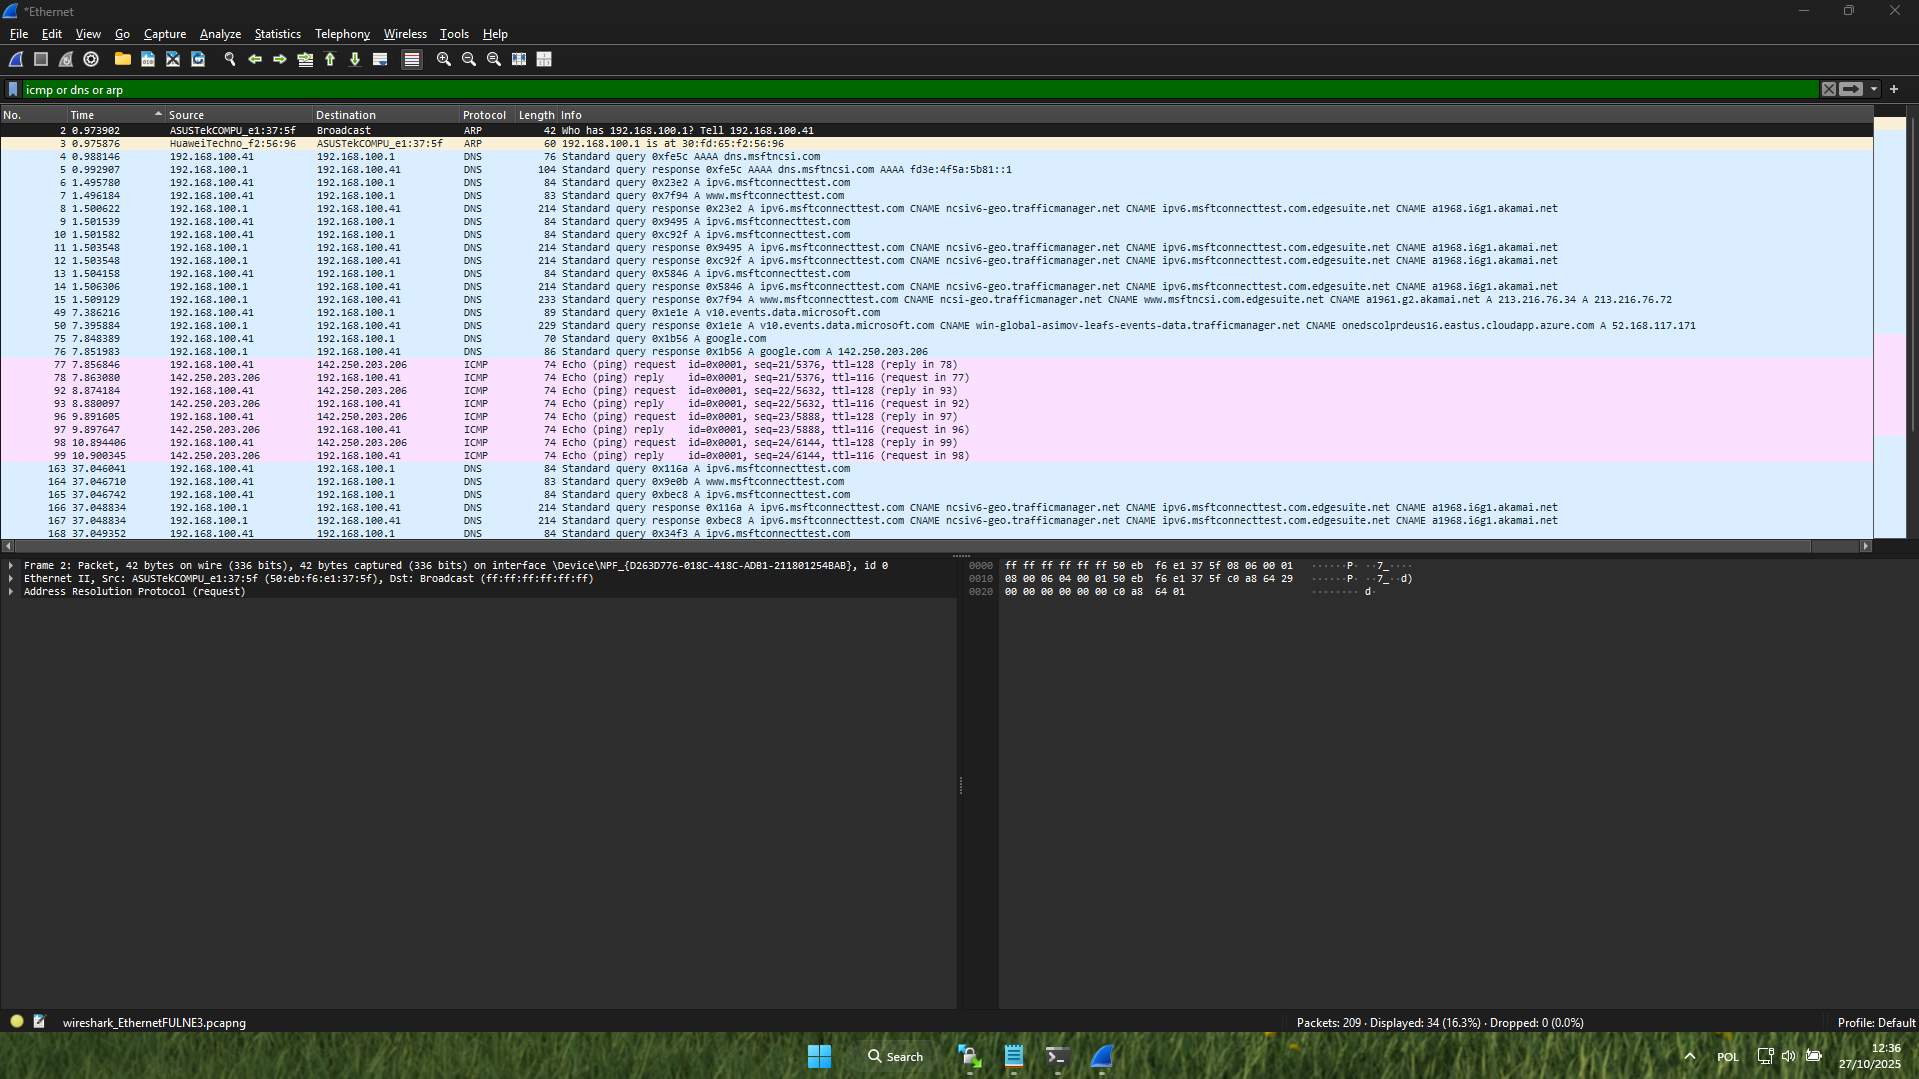 *Ethernet
File Edit View Go Capture Analyze Statistics Telephony Wireless Tools Help
icmp or dns or arp
No. Time Source Destination Protocol Length Info
2 0.973902 ASUSTekCOMPU_e1:37:5f Broadcast ARP 42 Who has 192.168.100.1? Tell 192.168.100.41
3 0.975876 HuaweiTechno_f2:56:96 ASUSTekCOMPU_e1:37:5f ARP 60 192.168.100.1 is at 30:fd:65:f2:56:96
4 0.988146 192.168.100.41 192.168.100.1 DNS 76 Standard query 0xfe5c AAAA dns.msftncsi.com
5 0.992907 192.168.100.1 192.168.100.41 DNS 104 Standard query response 0xfe5c AAAA dns.msftncsi.com AAAA fd3e:4f5a:5b81::1
6 1.495780 192.168.100.41 192.168.100.1 DNS 84 Standard query 0x23e2 A ipv6.msftconnecttest.com
7 1.496184 192.168.100.41 192.168.100.1 DNS 83 Standard query 0x7f94 A www.msftconnecttest.com
8 1.500622 192.168.100.1 192.168.100.41 DNS 214 Standard query response 0x23e2 A ipv6.msftconnecttest.com CNAME ncsiv6-geo.trafficmanager.net CNAME ipv6.msftconnecttest.com.edgesuite.net CNAME a1968.i6g1.akamai.net
9 1.501539 192.168.100.41 192.168.100.1 DNS 84 Standard query 0x9495 A ipv6.msftconnecttest.com
10 1.501582 192.168.100.41 192.168.100.1 DNS 84 Standard query 0xc92f A ipv6.msftconnecttest.com
11 1.503548 192.168.100.1 192.168.100.41 DNS 214 Standard query response 0x9495 A ipv6.msftconnecttest.com CNAME ncsiv6-geo.trafficmanager.net CNAME ipv6.msftconnecttest.com.edgesuite.net CNAME a1968.i6g1.akamai.net
12 1.503548 192.168.100.1 192.168.100.41 DNS 214 Standard query response 0xc92f A ipv6.msftconnecttest.com CNAME ncsiv6-geo.trafficmanager.net CNAME ipv6.msftconnecttest.com.edgesuite.net CNAME a1968.i6g1.akamai.net
13 1.504158 192.168.100.41 192.168.100.1 DNS 84 Standard query 0x5846 A ipv6.msftconnecttest.com
14 1.506306 192.168.100.1 192.168.100.41 DNS 214 Standard query response 0x5846 A ipv6.msftconnecttest.com CNAME ncsiv6-geo.trafficmanager.net CNAME ipv6.msftconnecttest.com.edgesuite.net CNAME a1968.i6g1.akamai.net
15 1.509129 192.168.100.1 192.168.100.41 DNS 233 Standard query response 0x7f94 A www.msftconnecttest.com CNAME ncsi-geo.trafficmanager.net CNAME www.msftncsi.com.edgesuite.net CNAME a1961.g2.akamai.net A 213.216.76.34 A 213.216.76.72
49 7.386216 192.168.100.41 192.168.100.1 DNS 89 Standard query 0x1e1e A v10.events.data.microsoft.com
50 7.395884 192.168.100.1 192.168.100.41 DNS 229 Standard query response 0x1e1e A v10.events.data.microsoft.com CNAME win-global-asimov-leafs-events-data.trafficmanager.net CNAME onedscolprdeus16.eastus.cloudapp.azure.com A 52.168.117.171
75 7.848389 192.168.100.41 192.168.100.1 DNS 70 Standard query 0x1b56 A google.com
76 7.851983 192.168.100.1 192.168.100.41 DNS 86 Standard query response 0x1b56 A google.com A 142.250.203.206
77 7.856846 192.168.100.41 142.250.203.206 ICMP 74 Echo (ping) request id=0x0001, seq=21/5376, ttl=128 (reply in 78)
78 7.863080 142.250.203.206 192.168.100.41 ICMP 74 Echo (ping) reply id=0x0001, seq=21/5376, ttl=116 (request in 77)
92 8.874184 192.168.100.41 142.250.203.206 ICMP 74 Echo (ping) request id=0x0001, seq=22/5632, ttl=128 (reply in 93)
93 8.880097 142.250.203.206 192.168.100.41 ICMP 74 Echo (ping) reply id=0x0001, seq=22/5632, ttl=116 (request in 92)
96 9.891605 192.168.100.41 142.250.203.206 ICMP 74 Echo (ping) request id=0x0001, seq=23/5888, ttl=128 (reply in 97)
97 9.897647 142.250.203.206 192.168.100.41 ICMP 74 Echo (ping) reply id=0x0001, seq=23/5888, ttl=116 (request in 96)
98 10.894406 192.168.100.41 142.250.203.206 ICMP 74 Echo (ping) request id=0x0001, seq=24/6144, ttl=128 (reply in 99)
99 10.900345 142.250.203.206 192.168.100.41 ICMP 74 Echo (ping) reply id=0x0001, seq=24/6144, ttl=116 (request in 98)
163 37.046041 192.168.100.41 192.168.100.1 DNS 84 Standard query 0x116a A ipv6.msftconnecttest.com
164 37.046710 192.168.100.41 192.168.100.1 DNS 83 Standard query 0x9e0b A www.msftconnecttest.com
165 37.046742 192.168.100.41 192.168.100.1 DNS 84 Standard query 0xbec8 A ipv6.msftconnecttest.com
166 37.048834 192.168.100.1 192.168.100.41 DNS 214 Standard query response 0x116a A ipv6.msftconnecttest.com CNAME ncsiv6-geo.trafficmanager.net CNAME ipv6.msftconnecttest.com.edgesuite.net CNAME a1968.i6g1.akamai.net
167 37.048834 192.168.100.1 192.168.100.41 DNS 214 Standard query response 0xbec8 A ipv6.msftconnecttest.com CNAME ncsiv6-geo.trafficmanager.net CNAME ipv6.msftconnecttest.com.edgesuite.net CNAME a1968.i6g1.akamai.net
168 37.049352 192.168.100.41 192.168.100.1 DNS 84 Standard query 0x34f3 A ipv6.msftconnecttest.com
Frame 2: Packet, 42 bytes on wire (336 bits), 42 bytes captured (336 bits) on interface \Device\NPF_{D263D776-018C-418C-ADB1-211801254BAB}, id 0
Ethernet II, Src: ASUSTekCOMPU_e1:37:5f (50:eb:f6:e1:37:5f), Dst: Broadcast (ff:ff:ff:ff:ff:ff)
Address Resolution Protocol (request)
0000 ff ff ff ff ff ff 50 eb f6 e1 37 5f 08 06 00 01 ······P· ··7_····
0010 08 00 06 04 00 01 50 eb f6 e1 37 5f c0 a8 64 29 ······P· ··7_··d)
0020 00 00 00 00 00 00 c0 a8 64 01 ········ d·
wireshark_EthernetFULNE3.pcapng
Packets: 209 · Displayed: 34 (16.3%) · Dropped: 0 (0.0%)
Profile: Default
Search
POL
12:36
27/10/2025